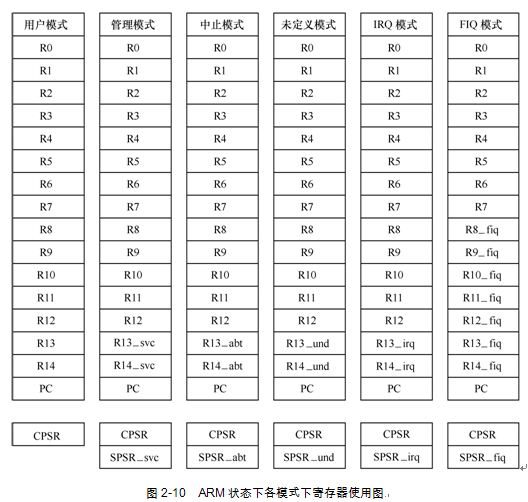 用户模式 管理模式 中止模式 未定义模式 IRQ 模式 FIQ 模式
R0 R0 R0 R0 R0 R0
R1 R1 R1 R1 R1 R1
R2 R2 R2 R2 R2 R2
R3 R3 R3 R3 R3 R3
R4 R4 R4 R4 R4 R4
R5 R5 R5 R5 R5 R5
R6 R6 R6 R6 R6 R6
R7 R7 R7 R7 R7 R7
R8 R8 R8 R8 R8 R8_fiq
R9 R9 R9 R9 R9 R9_fiq
R10 R10 R10 R10 R10 R10_fiq
R11 R11 R11 R11 R11 R11_fiq
R12 R12 R12 R12 R12 R12_fiq
R13 R13_svc R13_abt R13_und R13_irq R13_fiq
R14 R14_svc R14_abt R14_und R14_irq R14_fiq
PC PC PC PC PC PC
CPSR CPSR CPSR CPSR CPSR CPSR
SPSR_svc SPSR_abt SPSR_und SPSR_irq SPSR_fiq
图 2-10 ARM 状态下各模式下寄存器使用图